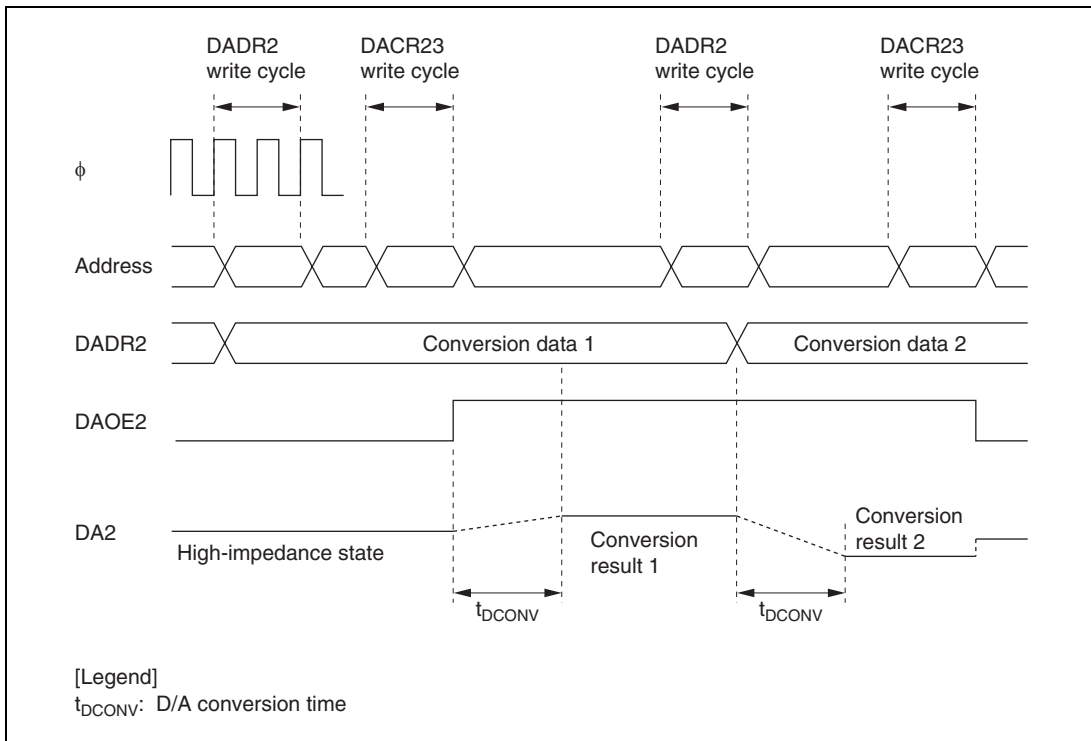 DADR2
write cycle
DACR23
write cycle
DADR2
write cycle
DACR23
write cycle
ϕ
Address
DADR2
Conversion data 1
Conversion data 2
DAOE2
DA2
High-impedance state
Conversion
result 1
Conversion
result 2
tDCONV
tDCONV
[Legend]
tDCONV: D/A conversion time